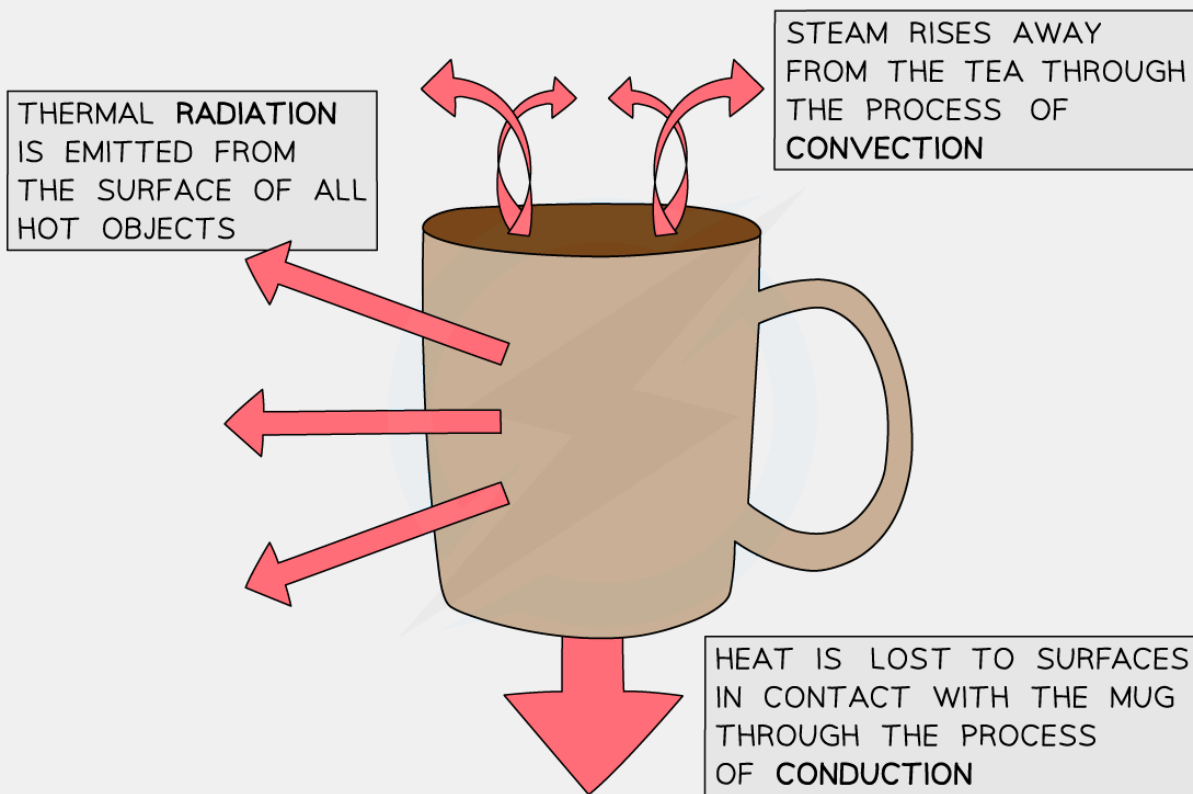 THERMAL RADIATION
IS EMITTED FROM
THE SURFACE OF ALL
HOT OBJECTS
STEAM RISES AWAY
FROM THE TEA THROUGH
THE PROCESS OF
CONVECTION
HEAT IS LOST TO SURFACES
IN CONTACT WITH THE MUG
THROUGH THE PROCESS
OF CONDUCTION